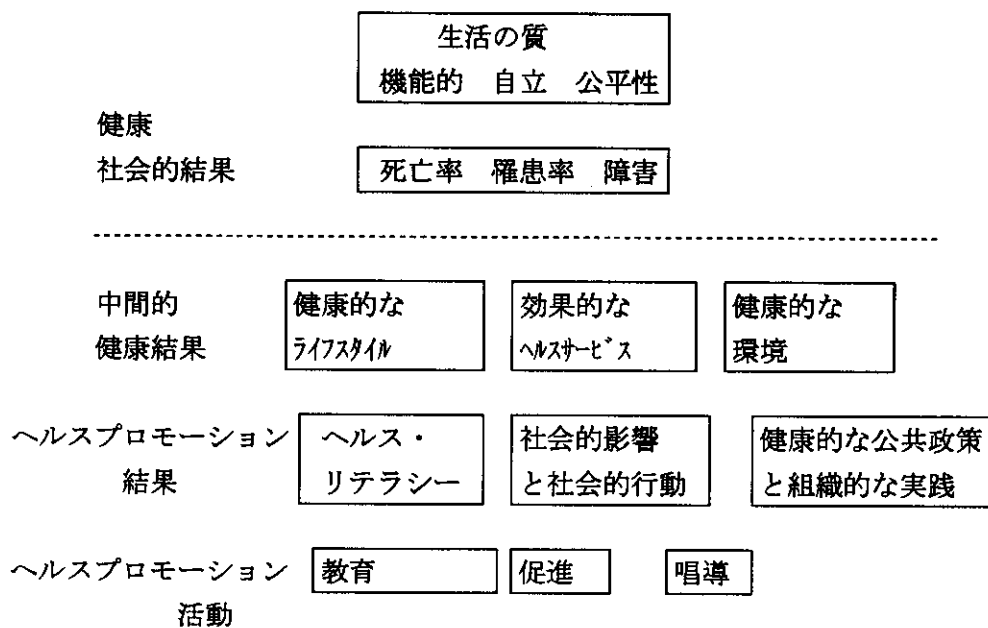 生活の質
機能的 自立 公平性
健康
社会的結果
死亡率 罹患率 障害
中間的
健康結果
健康的な
ライフスタイル
効果的な
ヘルスサービス
健康的な
環境
ヘルスプロモーション
結果
ヘルス・
リテラシー
社会的影響
と社会的行動
健康的な公共政策
と組織的な実践
ヘルスプロモーション
活動
教育
促進
唱導